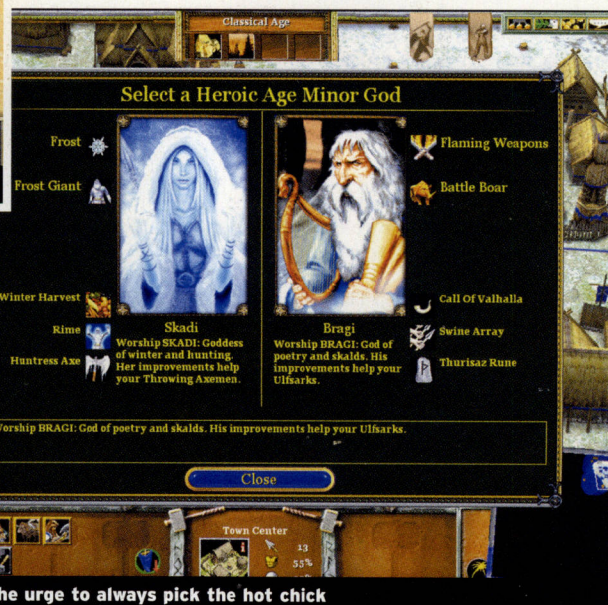 Classical Age
Select a Heroic Age Minor God
Frost
Frost Giant
Winter Harvest
Rime
Huntress Axe
Skadi
Worship SKADI: Goddess
of winter and hunting.
Her improvements help
your Throwing Axemen.
Bragi
Worship BRAGI: God of
poetry and skalds. His
improvements help your
Ulfsarks.
Flaming Weapons
Battle Boar
Call Of Valhalla
Swine Array
Thurisaz Rune
Worship BRAGI: God of poetry and skalds. His improvements help your Ulfsarks.
Close
Town Center
13
55%
he urge to always pick the hot chick